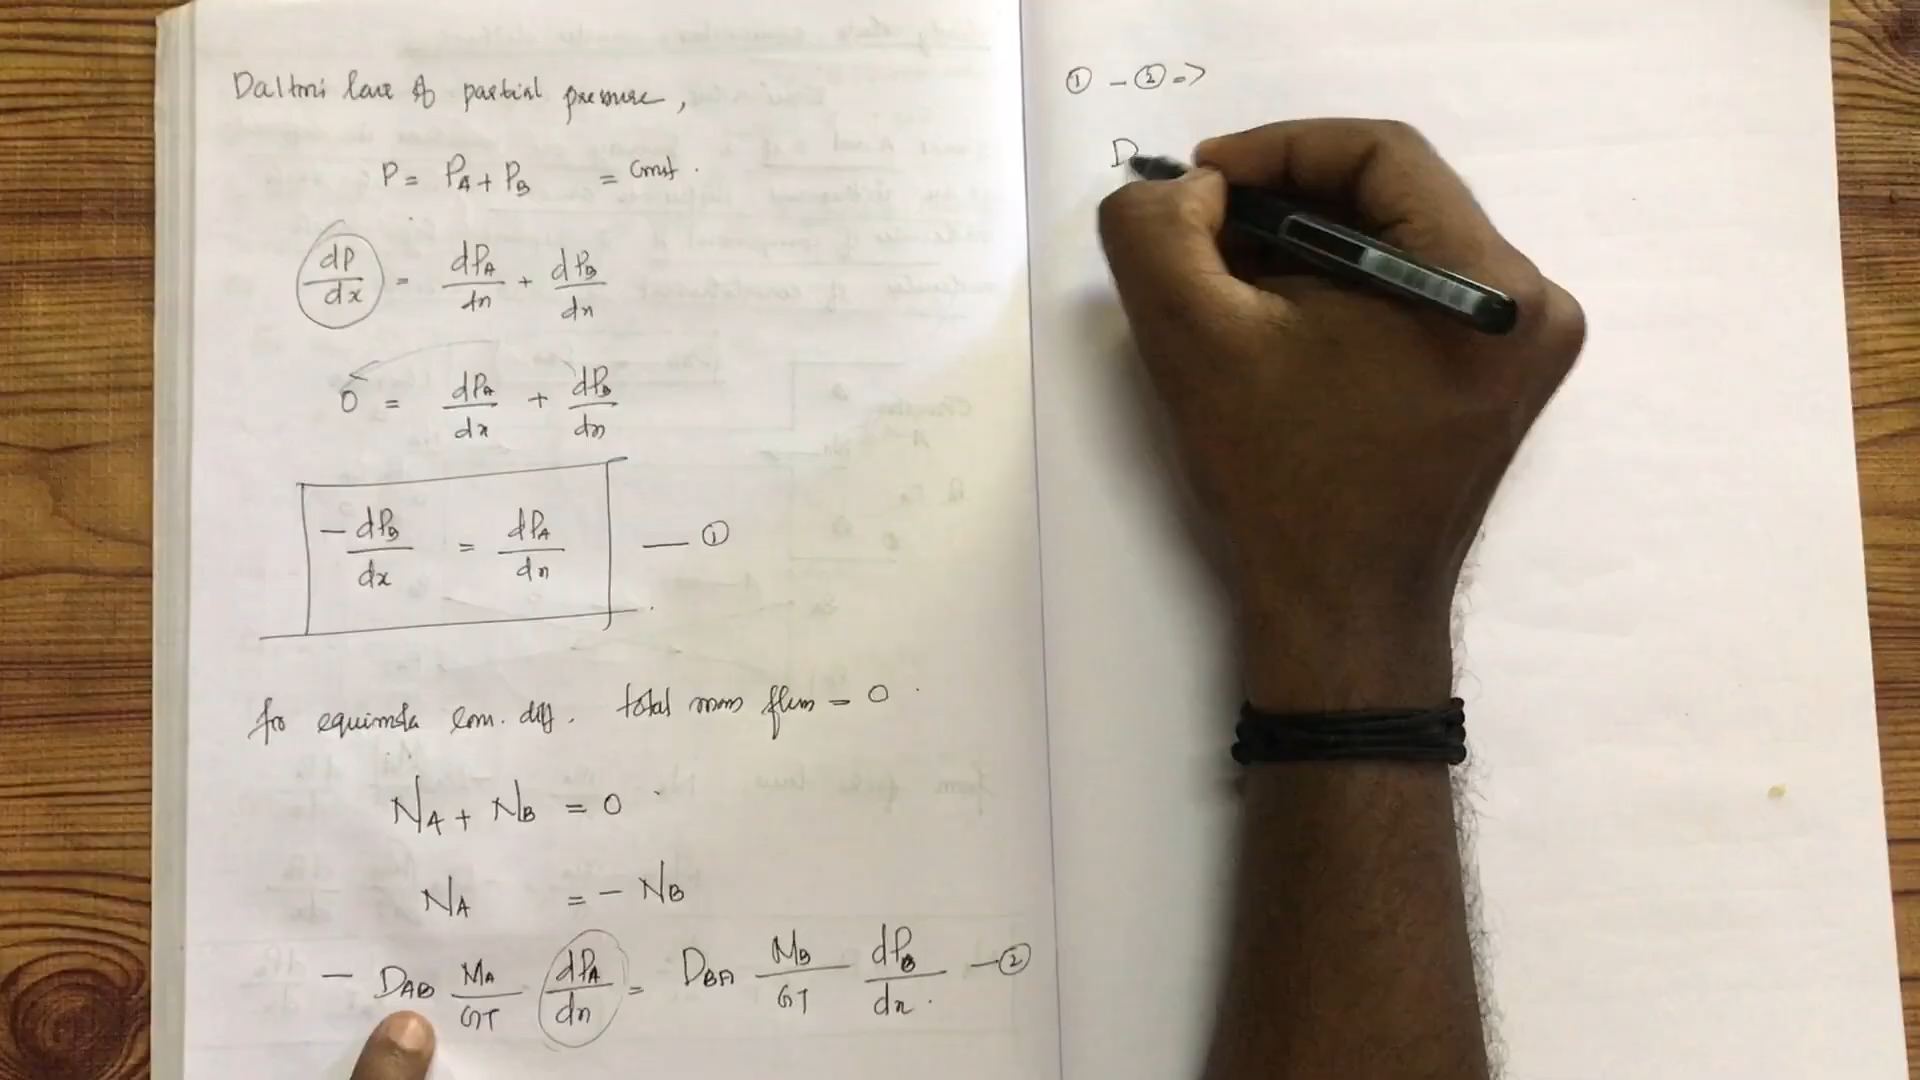 Dalton's law of partial pressure,
P = PA + PB = Const.
dP/dx = dPA/dx + dPB/dx
0 = dPA/dx + dPB/dx
- dPB/dx = dPA/dx — ①
for equimola con. diff. total mass flux = 0
NA + NB = 0
NA = - NB
- DAB MA/GT dPA/dx = DBA MB/GT dPB/dx — ②
① - ② =>
D